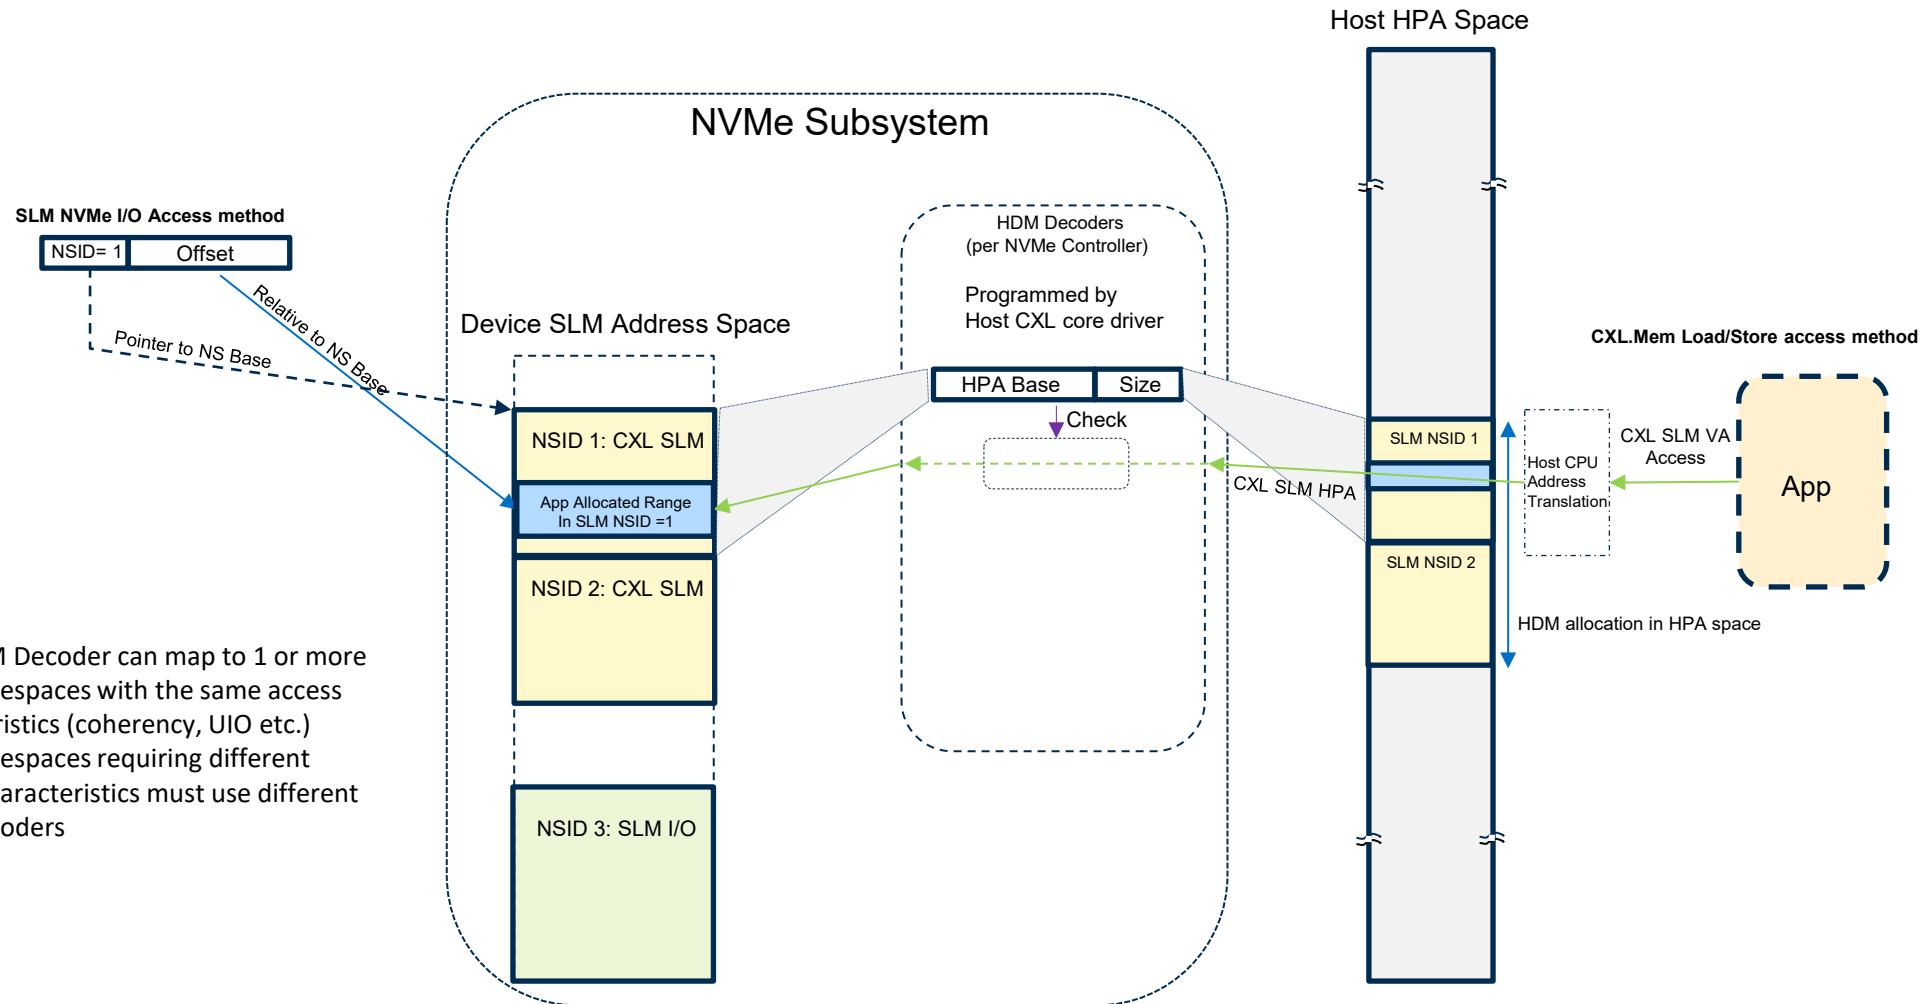 Host HPA Space
NVMe Subsystem
SLM NVMe I/O Access method
NSID= 1
Offset
Relative to NS Base
Pointer to NS Base
Device SLM Address Space
HDM Decoders
(per NVMe Controller)
Programmed by
Host CXL core driver
HPA Base
Size
Check
NSID 1: CXL SLM
App Allocated Range
In SLM NSID =1
NSID 2: CXL SLM
NSID 3: SLM I/O
CXL SLM HPA
SLM NSID 1
SLM NSID 2
Host CPU
Address
Translation
CXL SLM VA
Access
CXL.Mem Load/Store access method
App
HDM allocation in HPA space
Decoder can map to 1 or more
with the same access
(coherency, UIO etc.)
requiring different
must use different